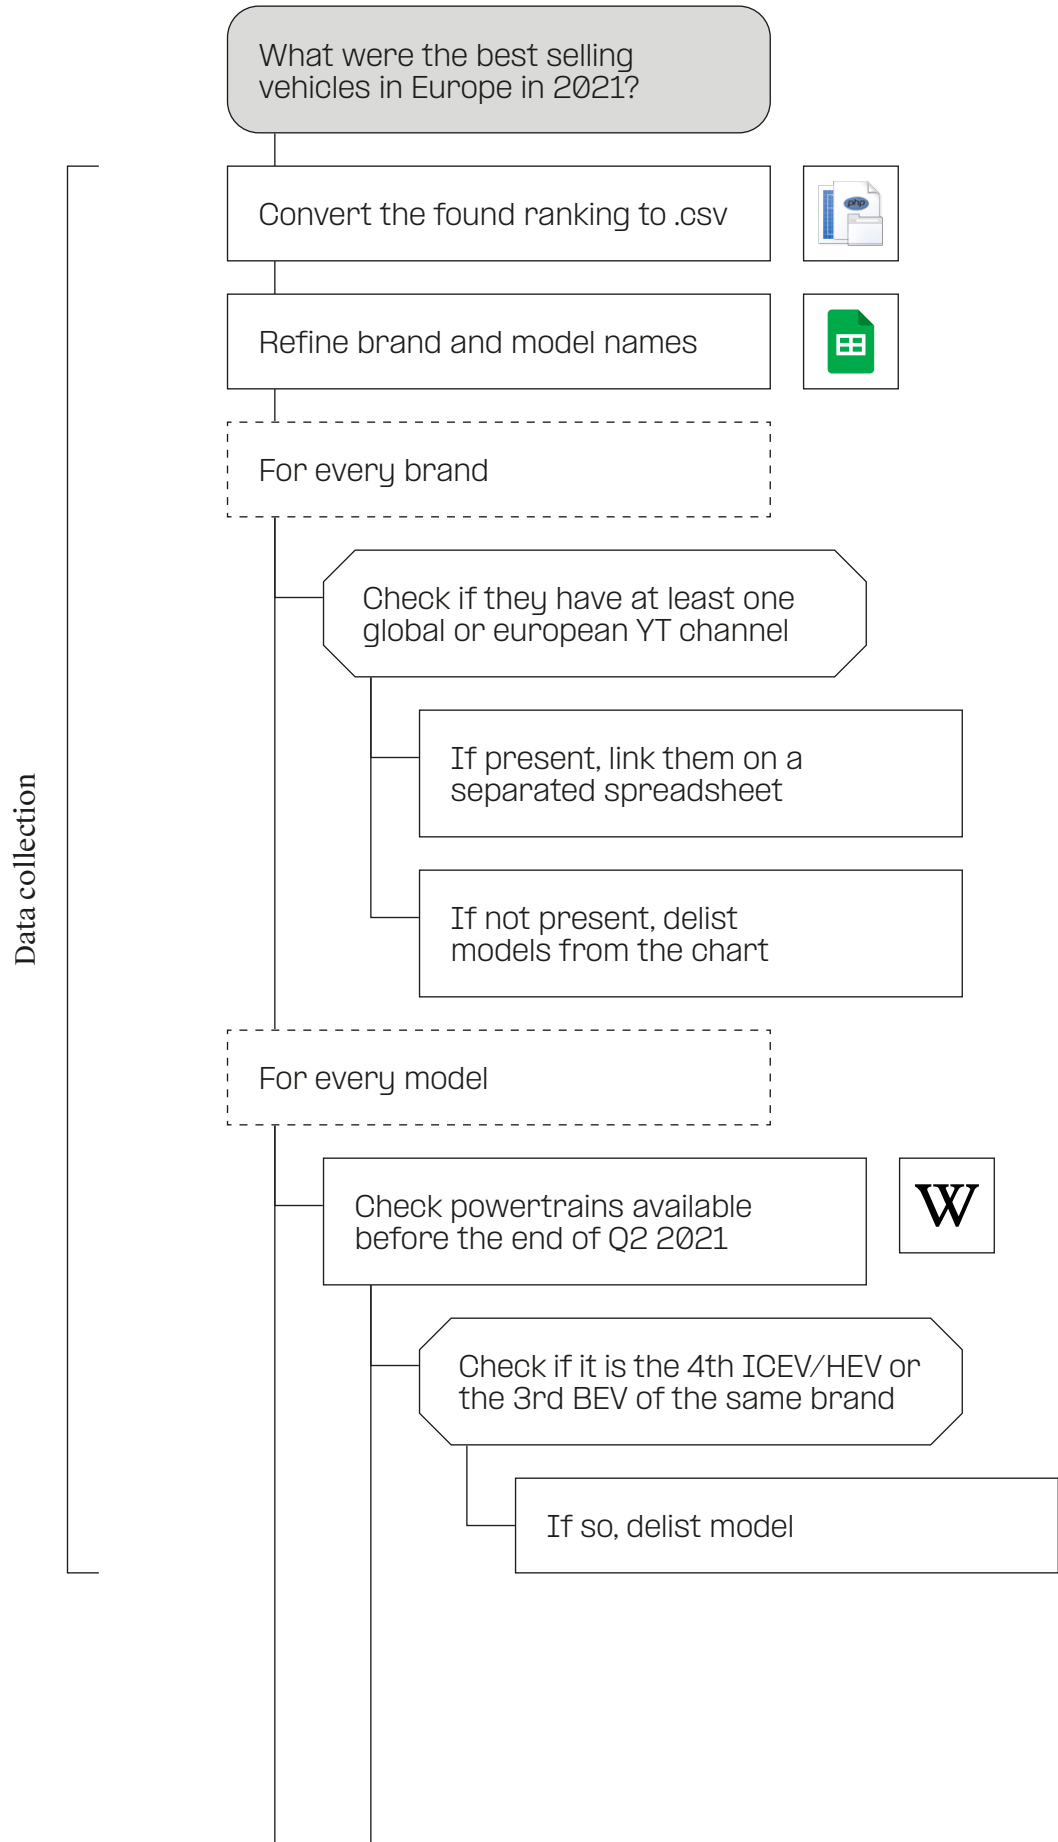 What were the best selling
vehicles in Europe in 2021?
Convert the found ranking to .csv
php
Refine brand and model names
For every brand
Check if they have at least one
global or european YT channel
If present, link them on a
separated spreadsheet
If not present, delist
models from the chart
Data collection
For every model
Check powertrains available
before the end of Q2 2021
W
Check if it is the 4th ICEV/HEV or
the 3rd BEV of the same brand
If so, delist model